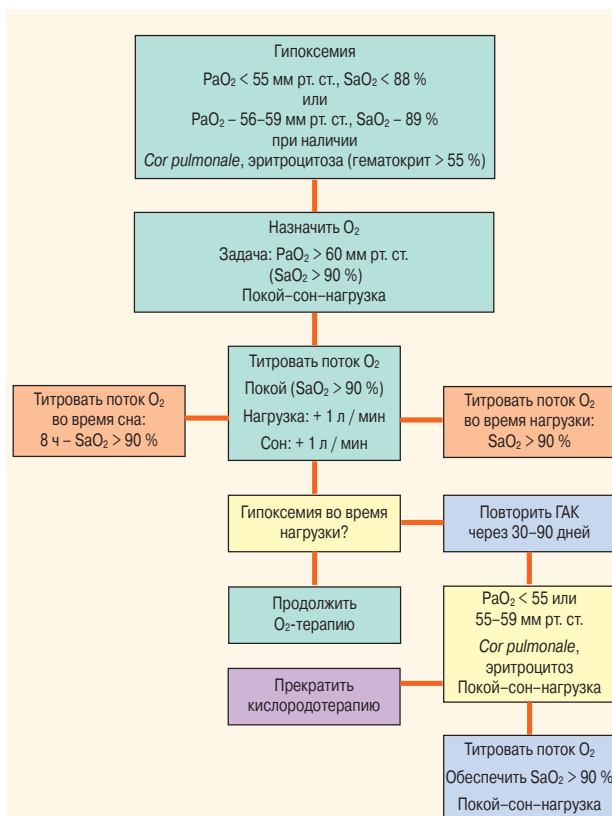 Гипоксемия
PaO₂ < 55 мм рт. ст., SaO₂ < 88 %
или
PaO₂ – 56–59 мм рт. ст., SaO₂ – 89 %
при наличии
Cor pulmonale, эритроцитоза (гематокрит > 55 %)
Назначить O₂
Задача: PaO₂ > 60 мм рт. ст.
(SaO₂ > 90 %)
Покой–сон–нагрузка
Титровать поток O₂
Покой (SaO₂ > 90 %)
Нагрузка: + 1 л / мин
Сон: + 1 л / мин
Титровать поток O₂
во время сна:
8 ч – SaO₂ > 90 %
Титровать поток O₂
во время нагрузки:
SaO₂ > 90 %
Гипоксемия во время
нагрузки?
Повторить ГАК
через 30–90 дней
Продолжить
O₂-терапию
PaO₂ < 55 или
55–59 мм рт. ст.
Cor pulmonale,
эритроцитоз
Покой–сон–нагрузка
Прекратить
кислородотерапию
Титровать поток O₂
Обеспечить SaO₂ > 90 %
Покой–сон–нагрузка